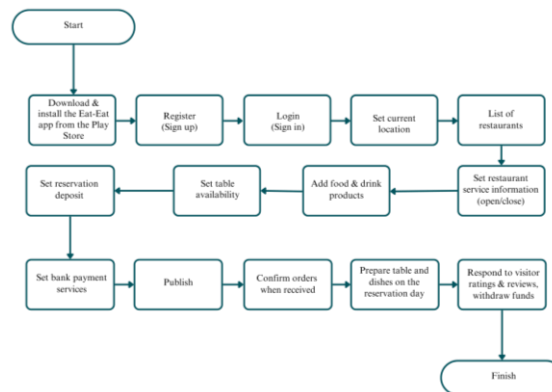 Start
Download &
install the Eat-Eat
app from the Play
Store
Register
(Sign up)
Login
(Sign in)
Set current
location
List of
restaurants
Set restaurant
service information
(open/close)
Add food & drink
products
Set table
availability
Set reservation
deposit
Set bank payment
services
Publish
Confirm orders
when received
Prepare table and
dishes on the
reservation day
Respond to visitor
ratings & reviews,
withdraw funds
Finish